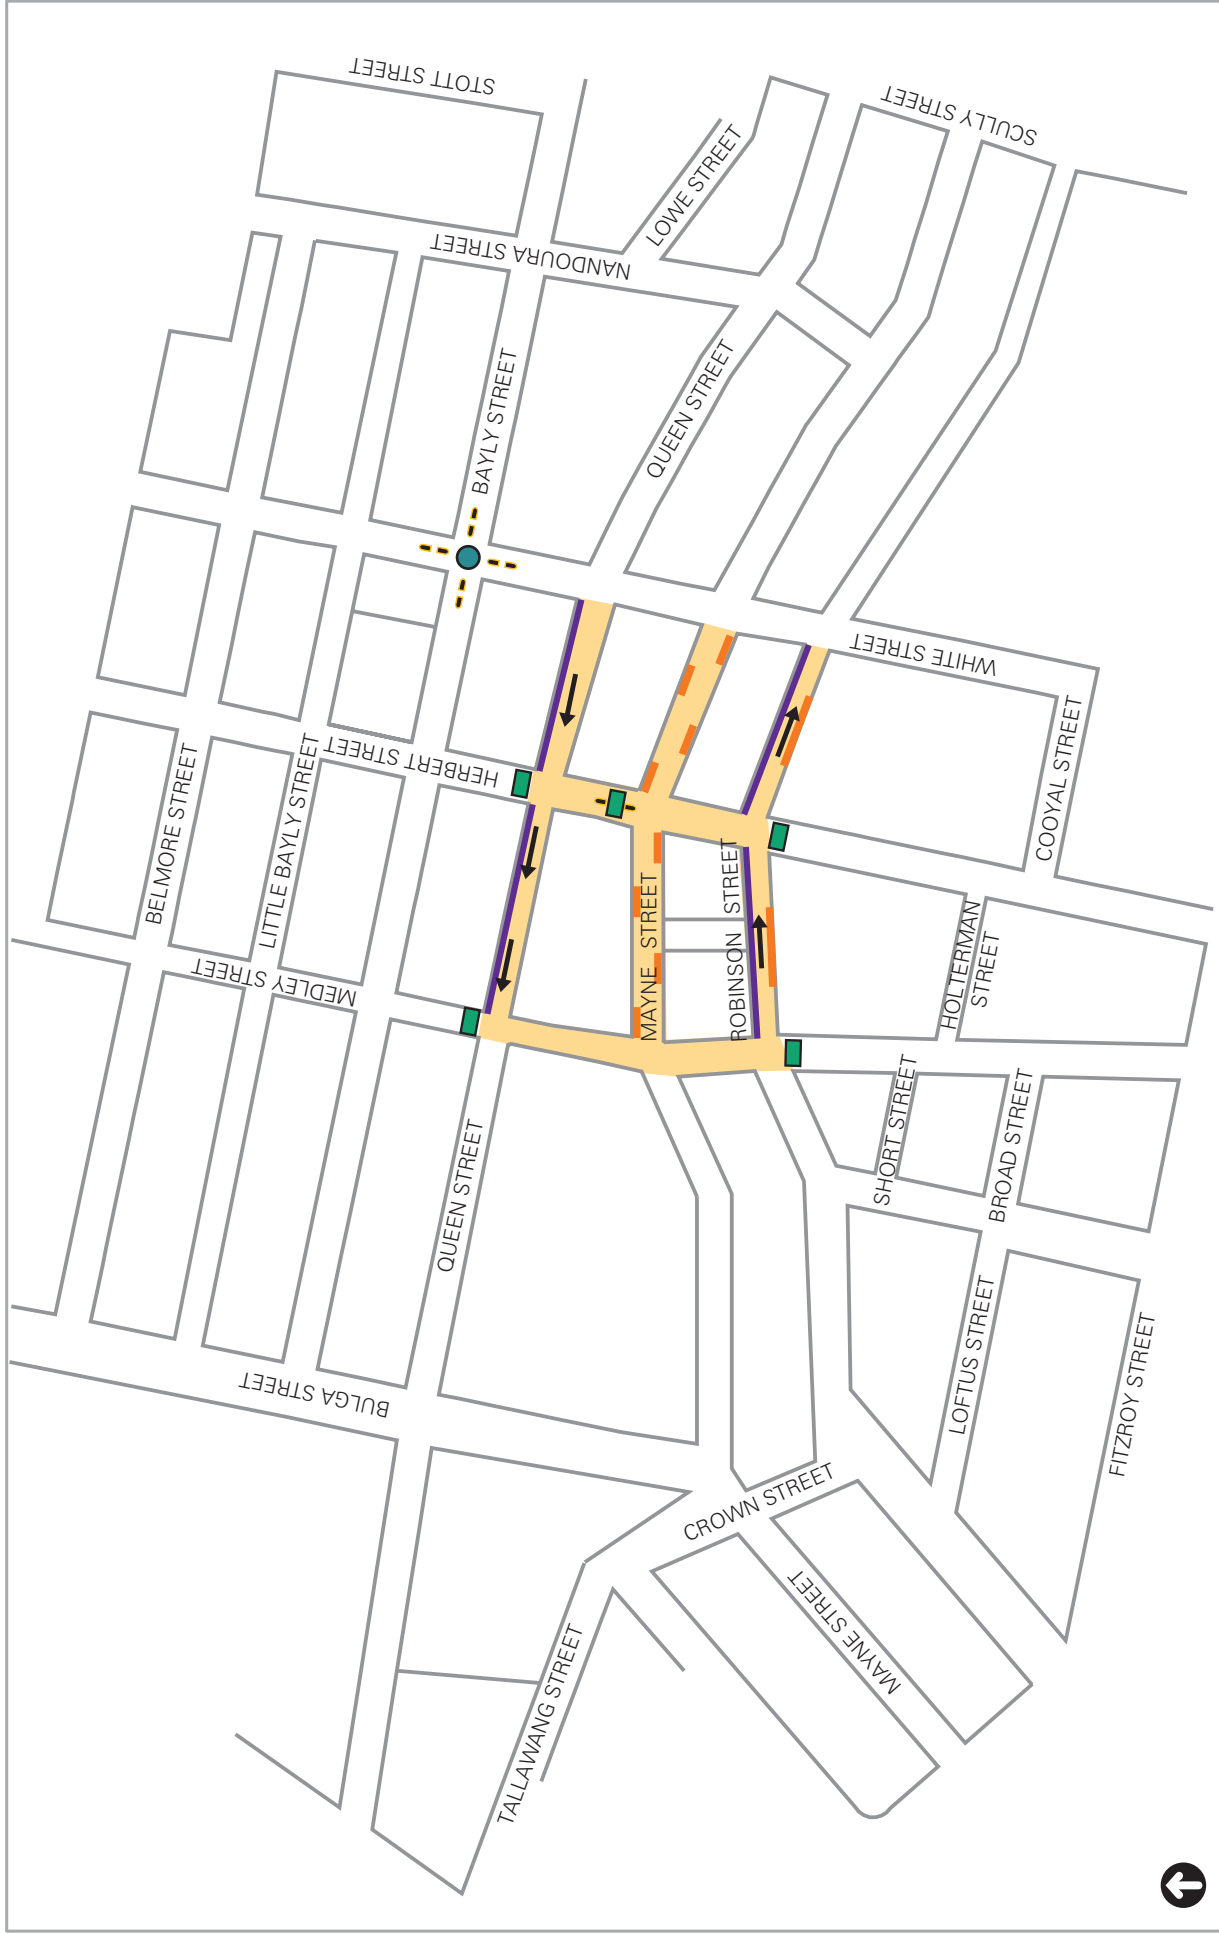 STOTT STREET
SCULLY STREET
LOWE STREET
NANDOURA STREET
QUEEN STREET
BAYLY STREET
WHITE STREET
COOYAL STREET
HERBERT STREET
BELMORE STREET
LITTLE BAYLY STREET
MAYNE STREET
ROBINSON STREET
HOLTERMAN
STREET
MEDLEY STREET
SHORT STREET
BROAD STREET
QUEEN STREET
LOFTUS STREET
FITZROY STREET
BULGA STREET
CROWN STREET
MAYNE STREET
TALLAWANG STREET